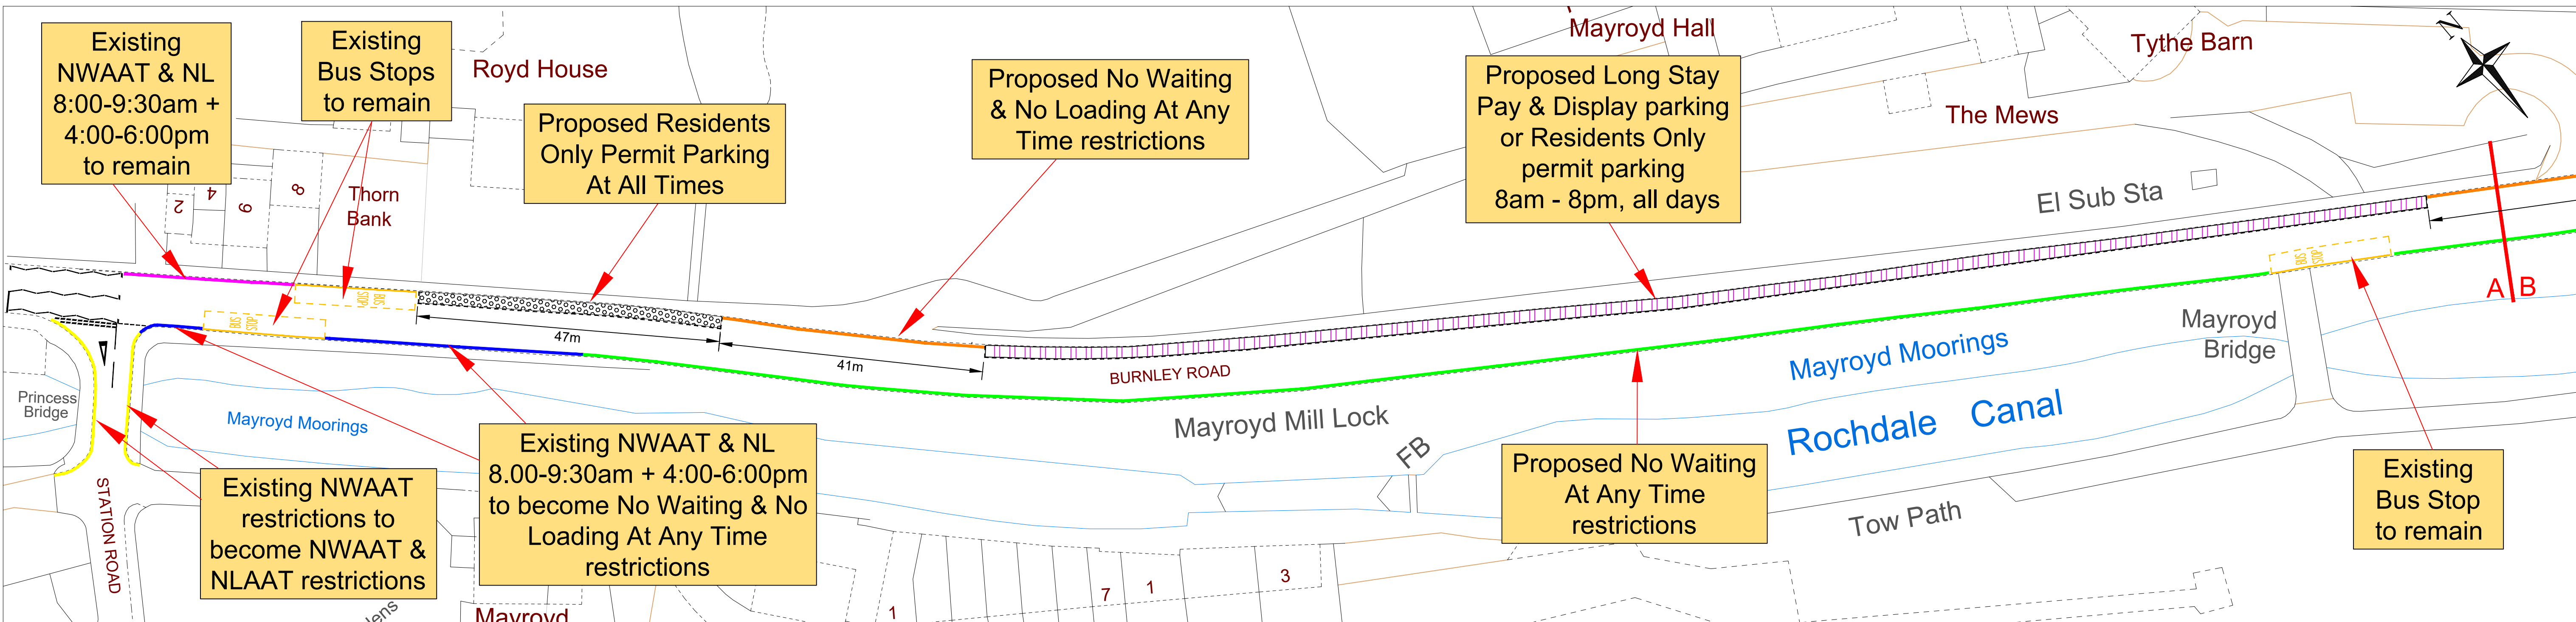 Existing
NWAAT & NL
8:00-9:30am +
4:00-6:00pm
to remain
Existing
Bus Stops
to remain
Royd House
Proposed Residents
Only Permit Parking
At All Times
Proposed No Waiting
& No Loading At Any
Time restrictions
Mayroyd Hall
Proposed Long Stay
Pay & Display parking
or Residents Only
permit parking
8am - 8pm, all days
Tythe Barn
The Mews
N
El Sub Sta
2
4
6
8
Thorn
Bank
BUS
STOP
BUS
STOP
47m
41m
BURNLEY ROAD
BUS
STOP
A
B
Mayroyd
Bridge
Mayroyd Moorings
Rochdale Canal
Princess
Bridge
Mayroyd Moorings
Mayroyd Mill Lock
FB
Tow Path
STATION ROAD
Existing NWAAT
restrictions to
become NWAAT &
NLAAT restrictions
Existing NWAAT & NL
8.00-9:30am + 4:00-6:00pm
to become No Waiting & No
Loading At Any Time
restrictions
Proposed No Waiting
At Any Time
restrictions
Existing
Bus Stop
to remain
Mayroyd
1
7
1
3